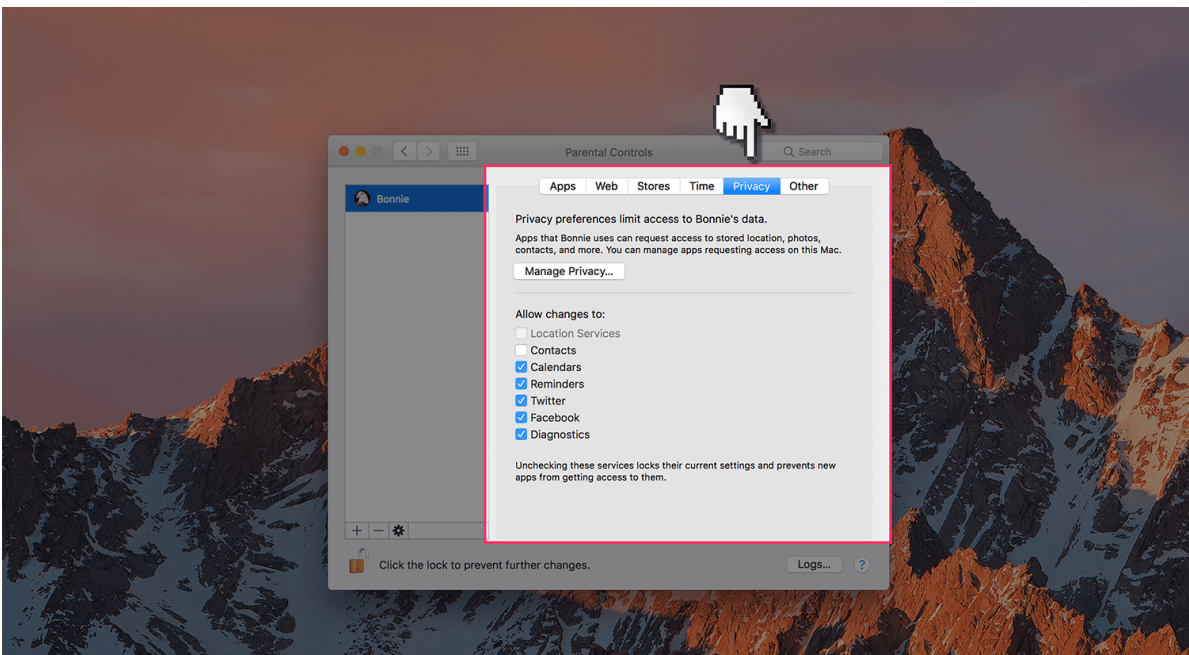 Parental Controls
Search
Bonnie
Apps Web Stores Time Privacy Other
Privacy preferences limit access to Bonnie's data.
Apps that Bonnie uses can request access to stored location, photos,
contacts, and more. You can manage apps requesting access on this Mac.
Manage Privacy...
Allow changes to:
Location Services
Contacts
Calendars
Reminders
Twitter
Facebook
Diagnostics
Unchecking these services locks their current settings and prevents new
apps from getting access to them.
Click the lock to prevent further changes.
Logs...
?